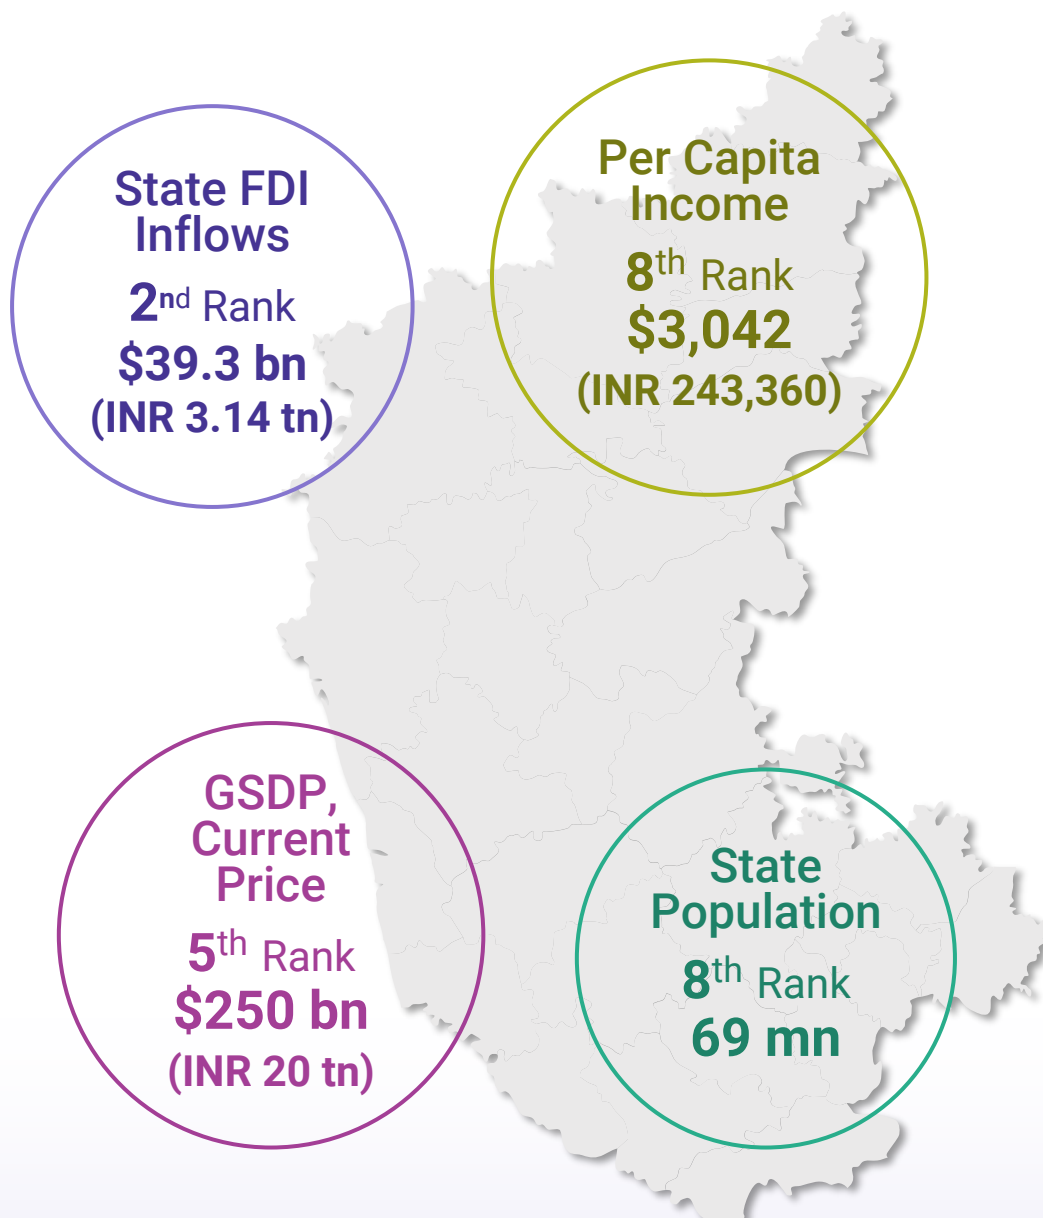 State FDI
Inflows
2nd Rank
$39.3 bn
(INR 3.14 tn)
Per Capita
Income
8th Rank
$3,042
(INR 243,360)
GSDP,
Current
Price
5th Rank
$250 bn
(INR 20 tn)
State
Population
8th Rank
69 mn